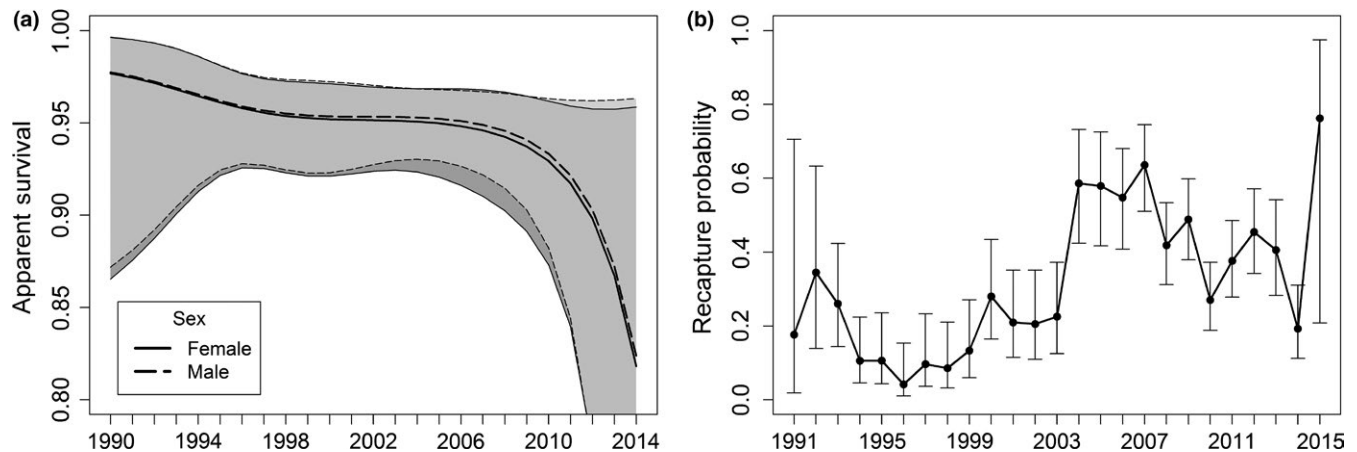 (a)
Apparent survival
1.00
0.95
0.90
0.85
0.80
Sex
Female
Male
1990 1994 1998 2002 2006 2010 2014
(b)
Recapture probability
1.0
0.8
0.6
0.4
0.2
0.0
1991 1995 1999 2003 2007 2011 2015